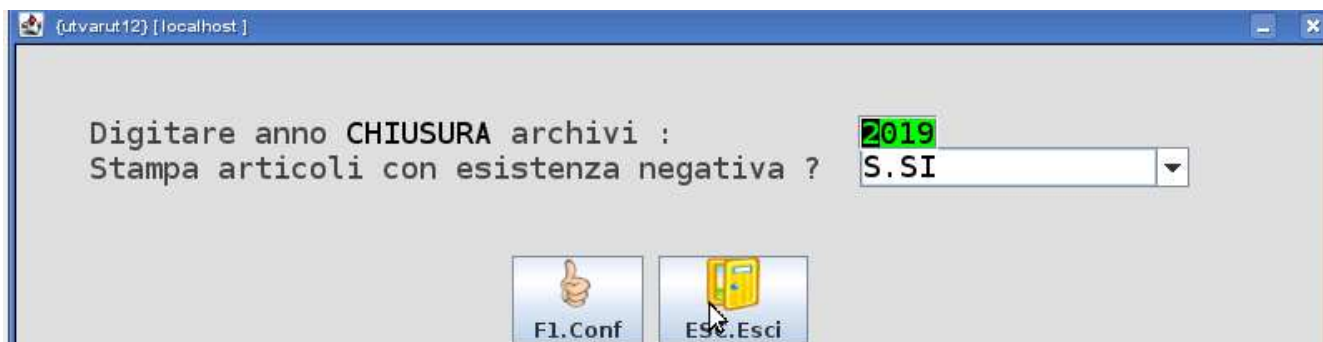 {utvarut12} [ localhost ]
Digitare anno CHIUSURA archivi : 2019
Stampa articoli con esistenza negativa ? S.SI
F1.Conf ESC.Esci